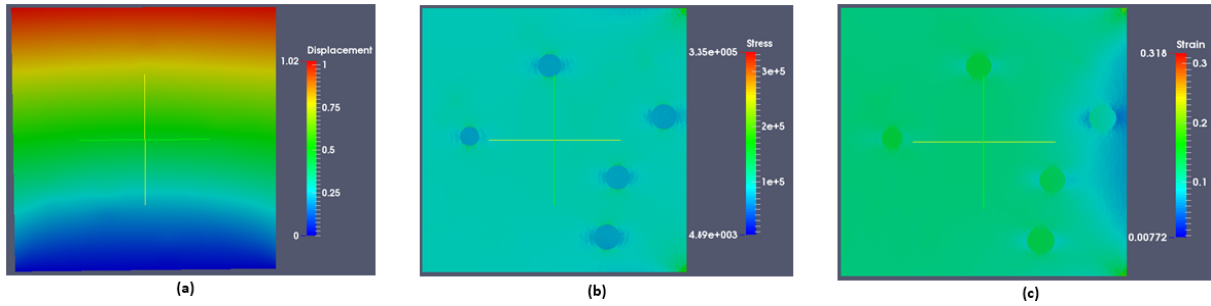 Displacement
1.02
1
0.75
0.5
0.25
0
(a)
Stress
3.35e+005
3e+5
2e+5
1e+5
4.69e+003
(b)
Strain
0.318
0.3
0.2
0.1
0.00772
(c)